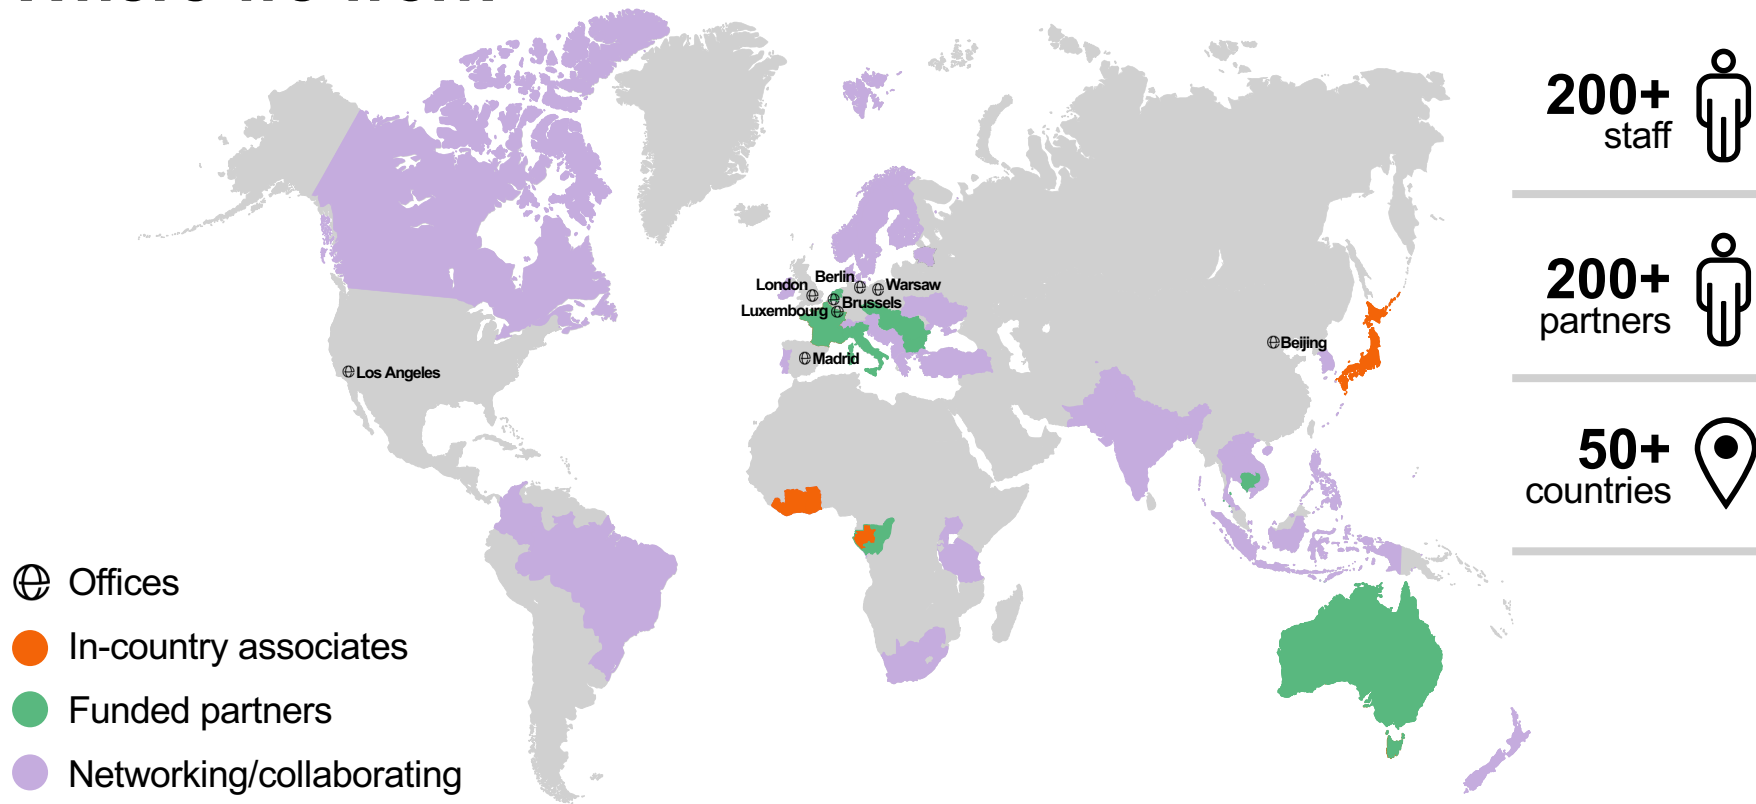 London
Berlin
Warsaw
Brussels
Luxembourg
Madrid
Los Angeles
Beijing
200+
staff
200+
partners
50+
countries
Offices
In-country associates
Funded partners
Networking/collaborating